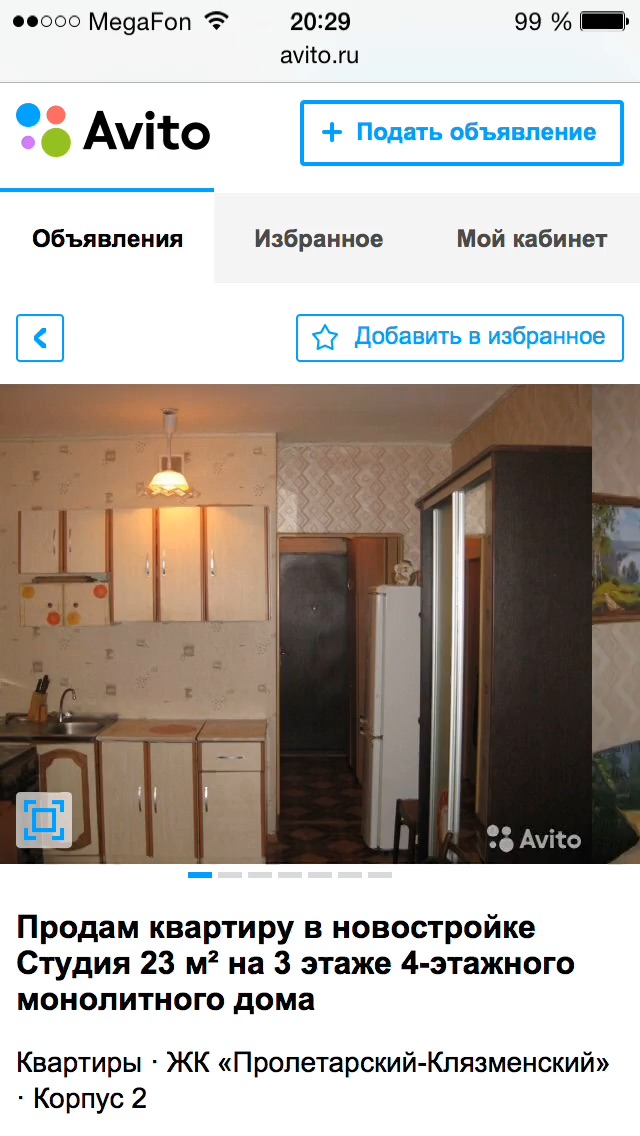 MegaFon 20:29 99 %
avito.ru
Avito + Подать объявление
Объявления Избранное Мой кабинет
Добавить в избранное
Avito
Продам квартиру в новостройке
Студия 23 м² на 3 этаже 4-этажного
монолитного дома
Квартиры · ЖК «Пролетарский-Клязменский»
· Корпус 2